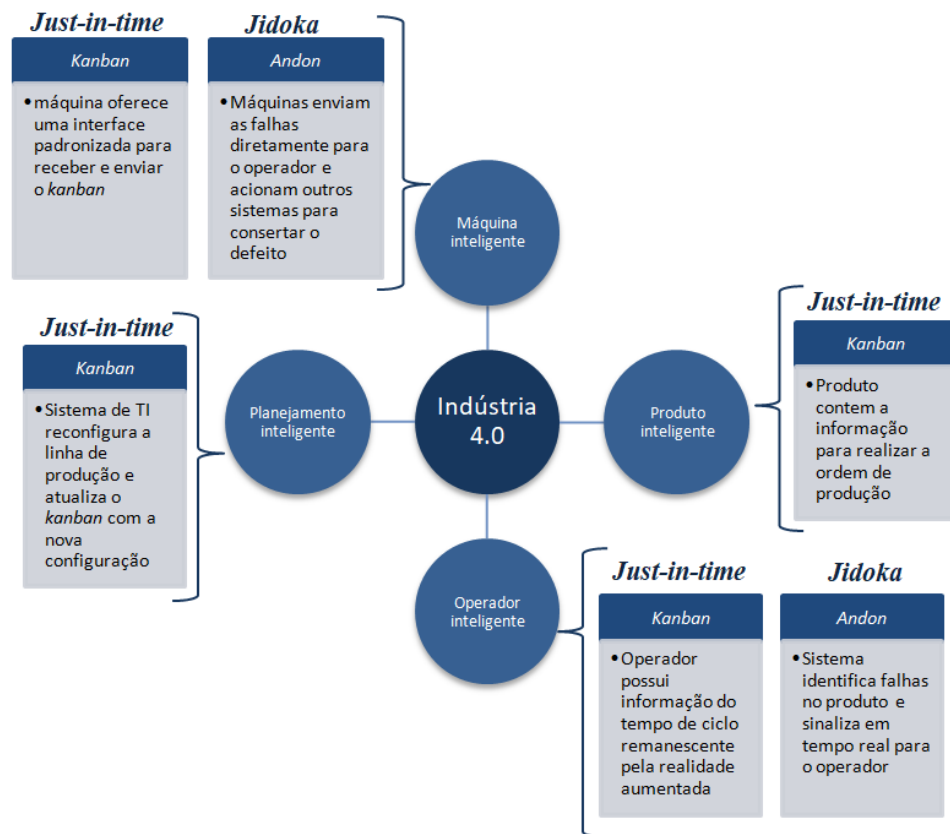 Just-in-time
Kanban
•máquina oferece
uma interface
padronizada para
receber e enviar
o kanban
Jidoka
Andon
•Máquinas enviam
as falhas
diretamente para
o operador e
acionam outros
sistemas para
consertar o
defeito
Máquina
inteligente
Just-in-time
Kanban
•Sistema de TI
reconfigura a
linha de
produção e
atualiza o
kanban com a
nova
configuração
Planejamento
inteligente
Indústria
4.0
Produto
inteligente
Just-in-time
Kanban
•Produto
contem a
informação
para realizar a
ordem de
produção
Operador
inteligente
Just-in-time
Kanban
•Operador
possui
informação do
tempo de ciclo
remanescente
pela realidade
aumentada
Jidoka
Andon
•Sistema
identifica falhas
no produto e
sinaliza em
tempo real para
o operador